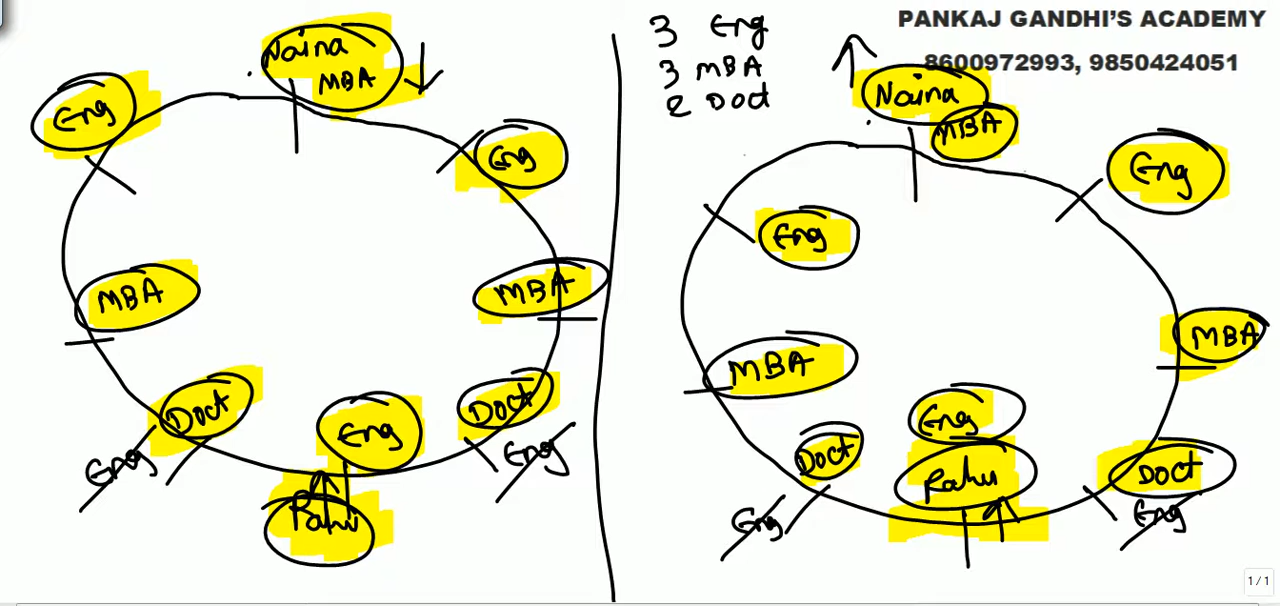 PANKAJ GANDHI'S ACADEMY
8600972993, 9850424051
Naina
MBA
Eng
Eng
MBA
MBA
Doct
Doct
Eng
Eng
Eng
Rahu
3 Eng
3 MBA
2 Doct
Naina
MBA
Eng
Eng
MBA
MBA
Eng
Doct
Rahu
Doct
Eng
Eng
1/1